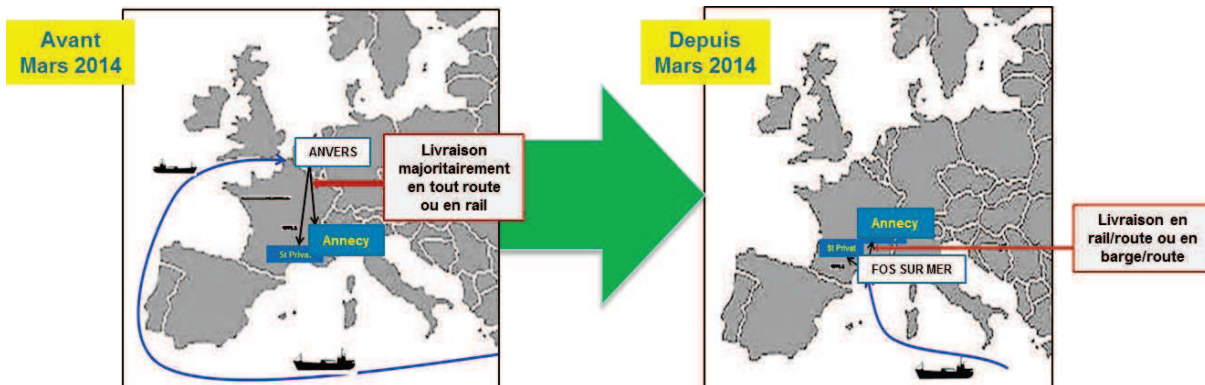 Avant
Mars 2014
ANVERS
Livraison
majoritairement
en tout route
ou en rail
Annecy
St Privat
Depuis
Mars 2014
Annecy
St Privat
FOS SUR MER
Livraison en
rail/route ou en
barge/route